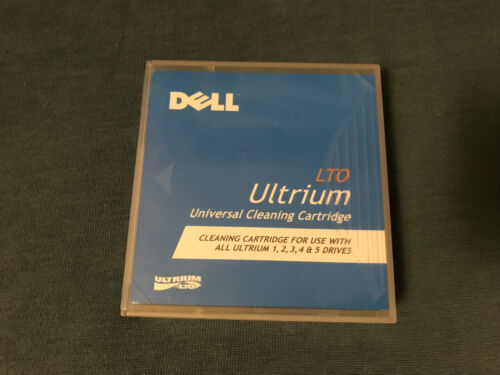 DELL
LTO
Ultrium
Universal Cleaning Cartridge
CLEANING CARTRIDGE FOR USE WITH
ALL ULTRIUM 1, 2, 3, 4 & 5 DRIVES
ULTRIUM
LTO